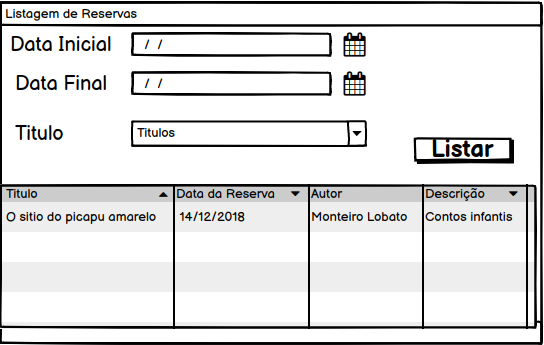 Listagem de Reservas
Data Inicial / /
Data Final / /
Titulo Titulos
Listar
Titulo Data da Reserva Autor Descrição
O sitio do picapu amarelo 14/12/2018 Monteiro Lobato Contos infantis